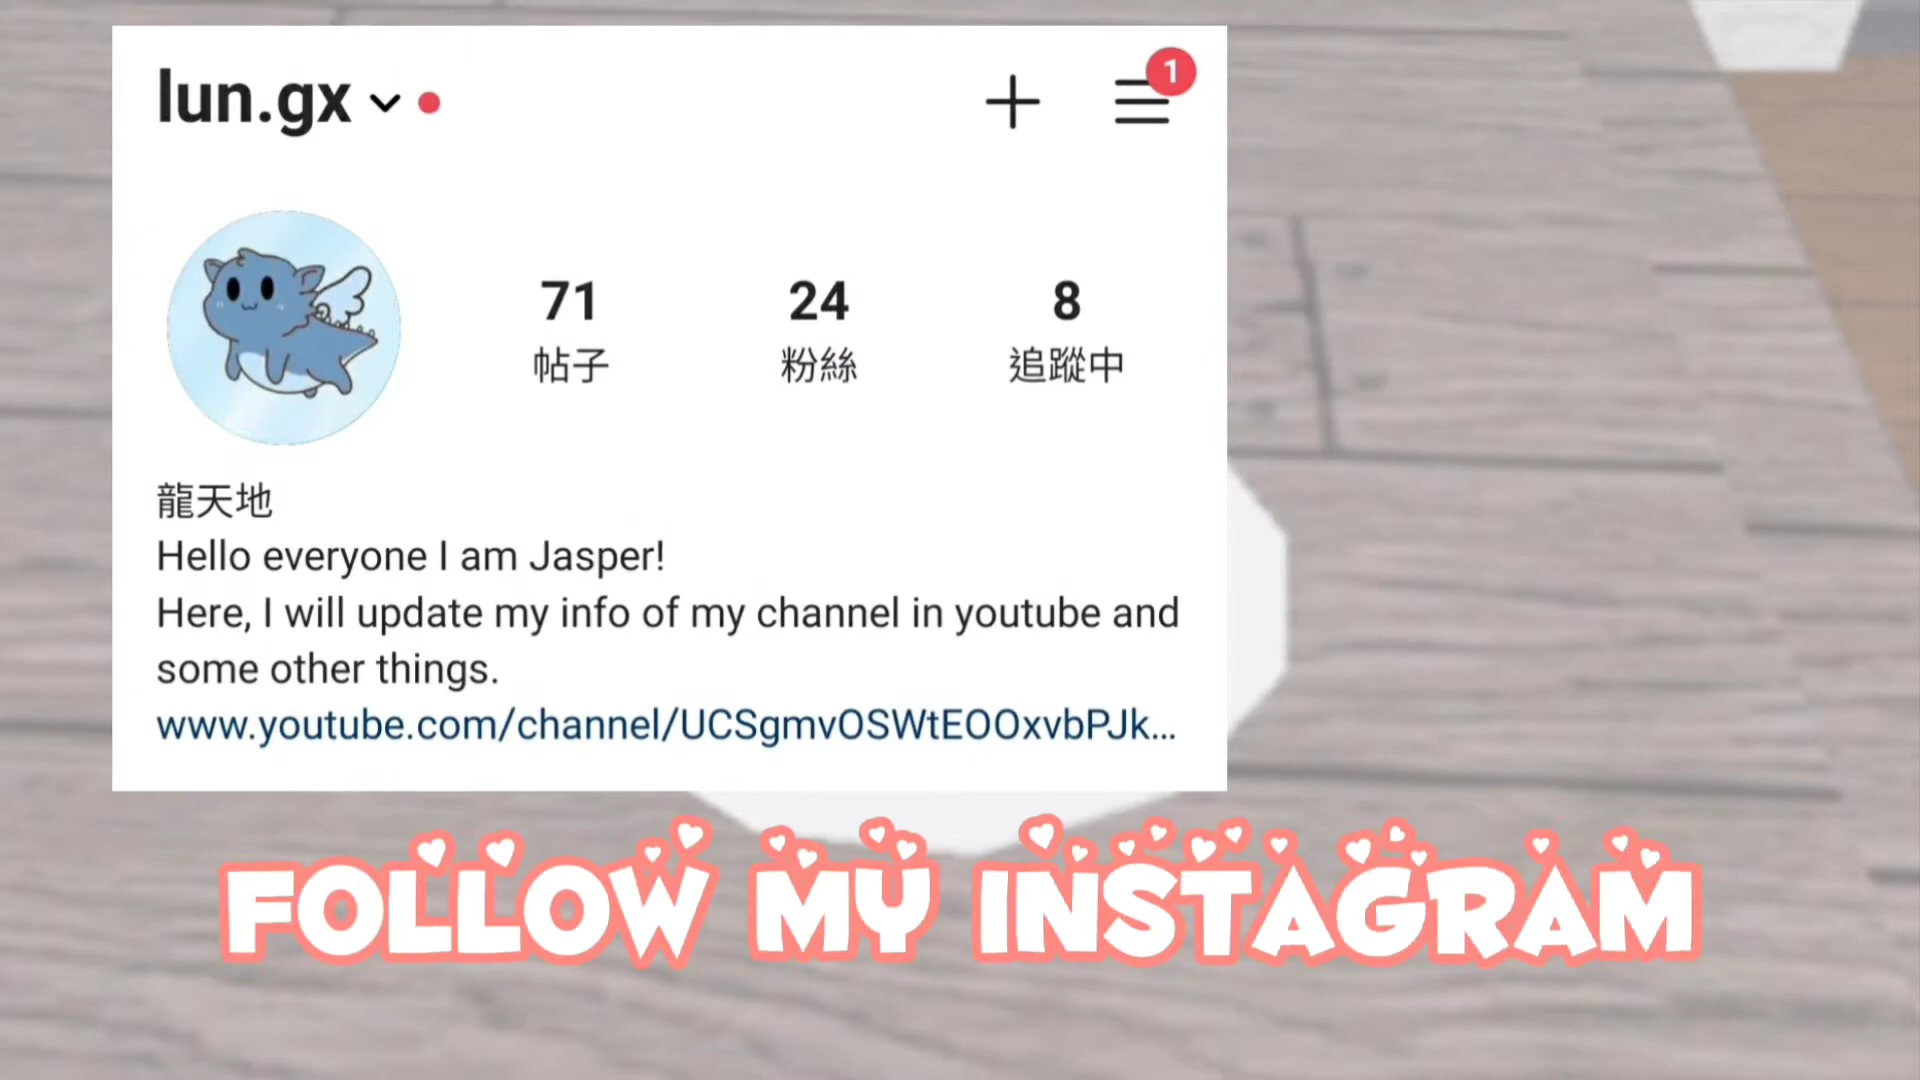 lun.gx
1
71
24
8
帖子
粉絲
追蹤中
龍天地
Hello everyone I am Jasper!
Here, I will update my info of my channel in youtube and
some other things.
www.youtube.com/channel/UCSgmvOSWtEOOxvbPJk...
FOLLOW MY INSTAGRAM